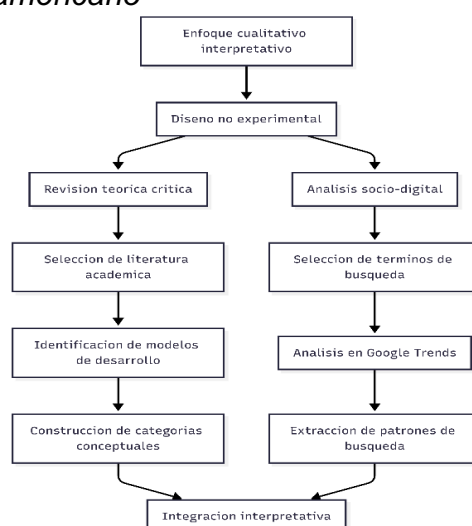 Enfoque cualitativo
interpretativo
Diseno no experimental
Revision teorica critica
Analisis socio-digital
Seleccion de literatura
academica
Seleccion de terminos de
busqueda
Identificacion de modelos
de desarrollo
Analisis en Google Trends
Construccion de categorias
conceptuales
Extraccion de patrones de
busqueda
Integracion interpretativa